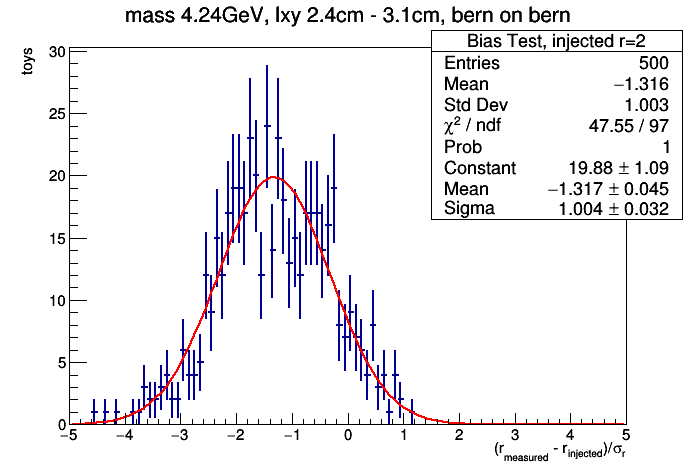 mass 4.24GeV, lxy 2.4cm - 3.1cm, bern on bern
Bias Test, injected r=2
Entries 500
Mean −1.316
Std Dev 1.003
χ² / ndf 47.55 / 97
Prob 1
Constant 19.88 ± 1.09
Mean −1.317 ± 0.045
Sigma 1.004 ± 0.032
toys
30
25
20
15
10
5
0
−5 −4 −3 −2 −1 0 1 2 3 4 5
(r_measured - r_injected)/σ_r